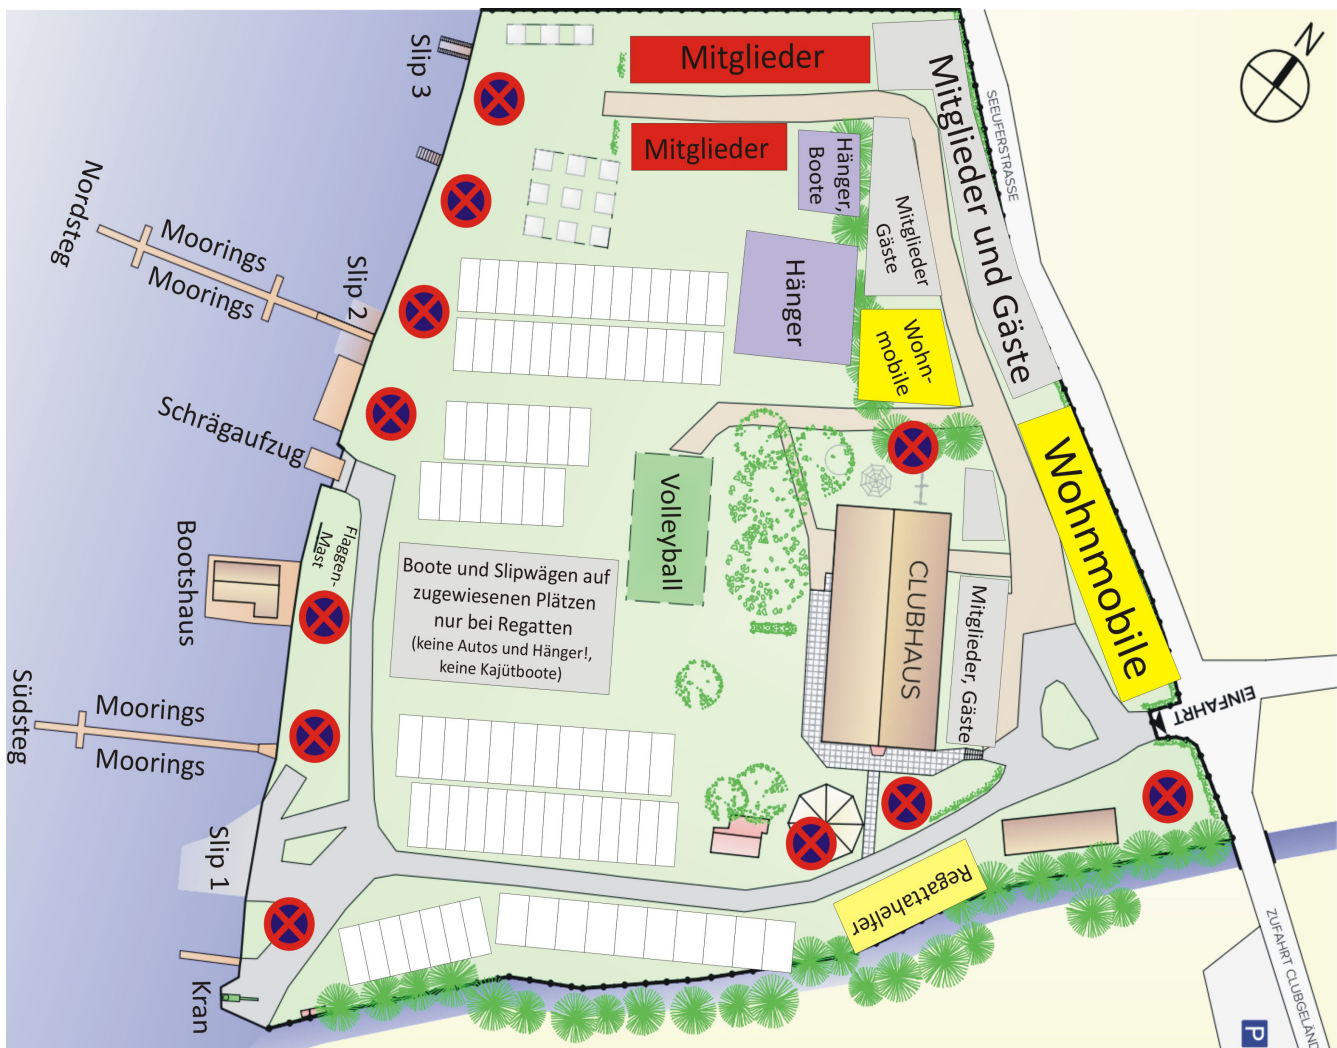 N
Slip 3
Mitglieder
Mitglieder und Gäste
SEEUFERSTRASSE
Mitglieder
Hänger,
Boote
Mitglieder
Gäste
Nordsteg
Moorings
Moorings
Slip 2
Hänger
Wohn-
mobile
Schrägaufzug
Wohnmobile
Volleyball
Bootshaus
Flaggen-
Mast
Boote und Slipwägen auf
zugewiesenen Plätzen
nur bei Regatten
(keine Autos und Hänger!,
keine Kajütboote)
CLUBHAUS
Mitglieder, Gäste
EINFAHRT
Südsteg
Moorings
Moorings
Slip 1
Regattahelfer
Kran
ZUFAHRT CLUBGELÄND
P